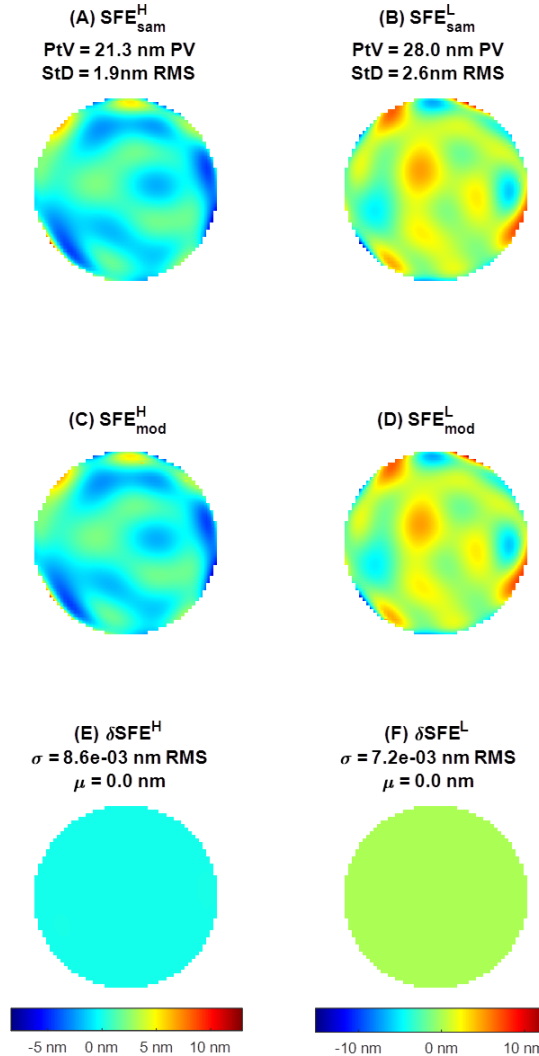 (A) SFE^H_sam
PtV = 21.3 nm PV
StD = 1.9nm RMS
(B) SFE^L_sam
PtV = 28.0 nm PV
StD = 2.6nm RMS
(C) SFE^H_mod
(D) SFE^L_mod
(E) δSFE^H
σ = 8.6e-03 nm RMS
μ = 0.0 nm
(F) δSFE^L
σ = 7.2e-03 nm RMS
μ = 0.0 nm
-5 nm 0 nm 5 nm 10 nm
-10 nm 0 nm 10 nm